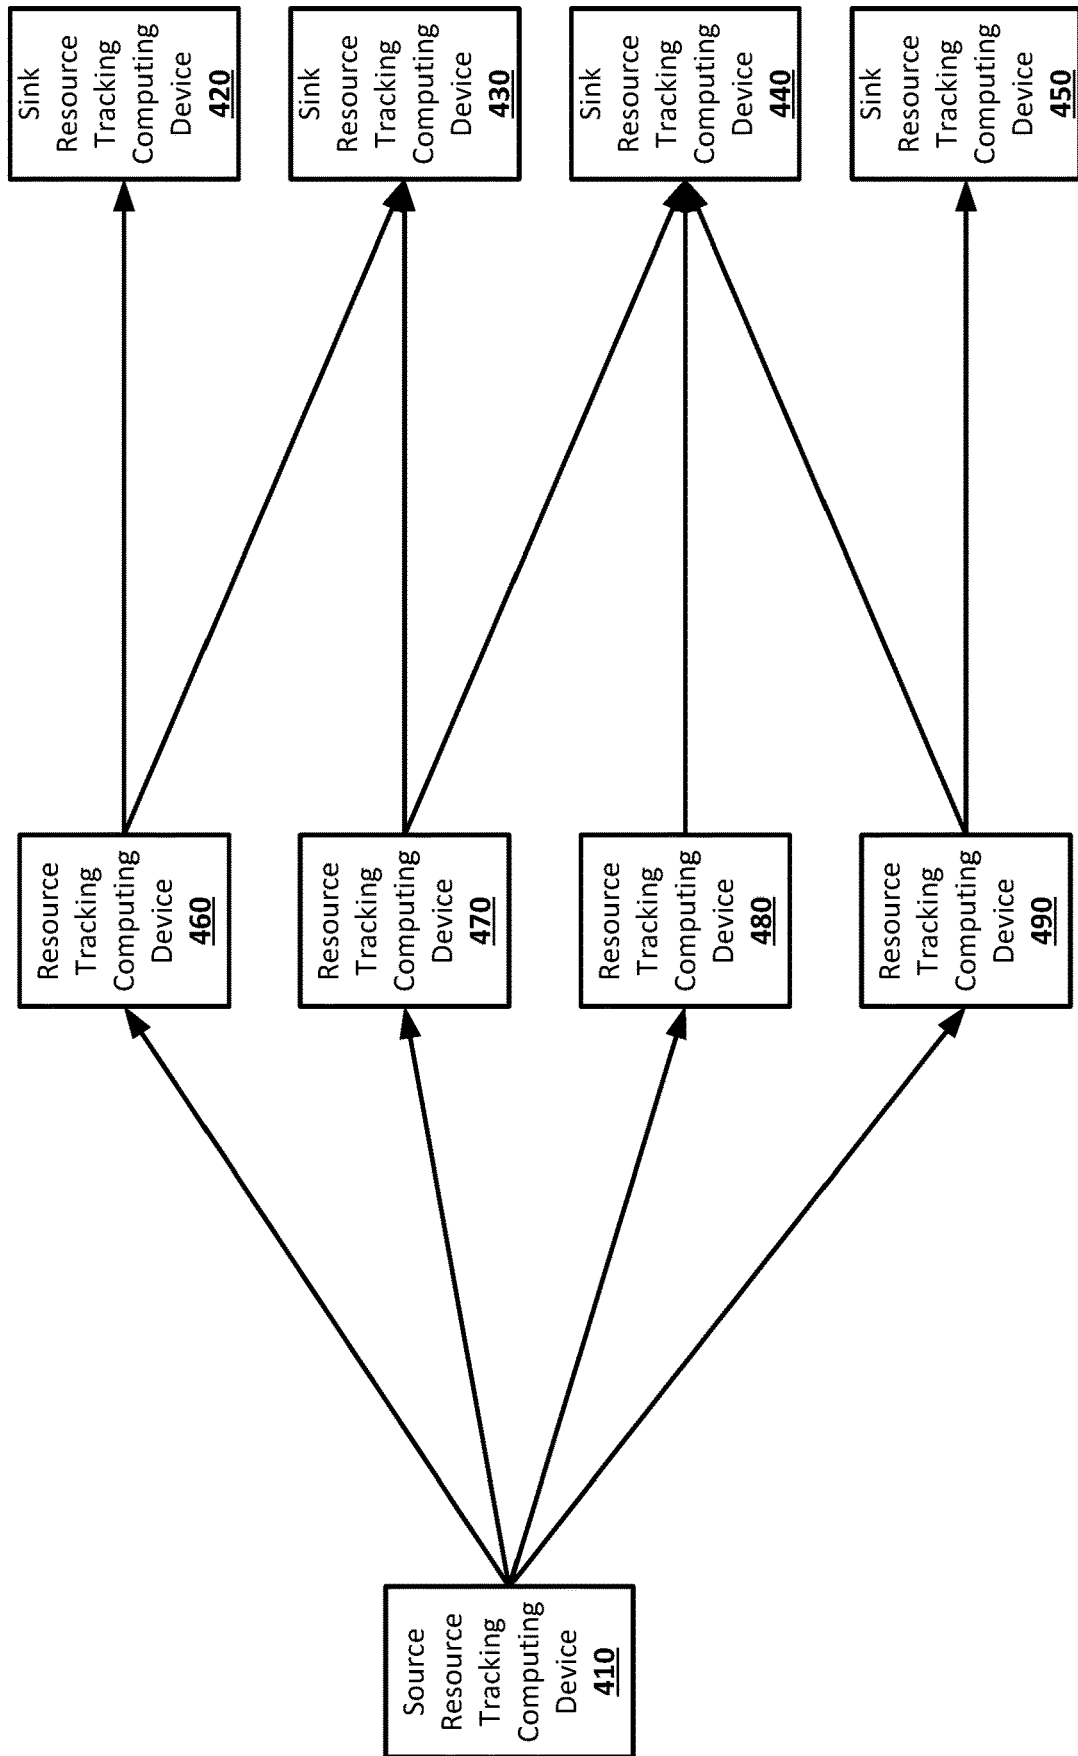 Source
Resource
Tracking
Computing
Device
410
Resource
Tracking
Computing
Device
460
Resource
Tracking
Computing
Device
470
Resource
Tracking
Computing
Device
480
Resource
Tracking
Computing
Device
490
Sink
Resource
Tracking
Computing
Device
420
Sink
Resource
Tracking
Computing
Device
430
Sink
Resource
Tracking
Computing
Device
440
Sink
Resource
Tracking
Computing
Device
450